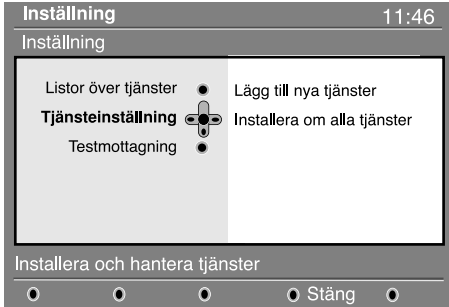 Inställning 11:46
Inställning
Listor över tjänster
Tjänsteinställning
Testmottagning
Lägg till nya tjänster
Installera om alla tjänster
Installera och hantera tjänster
Stäng